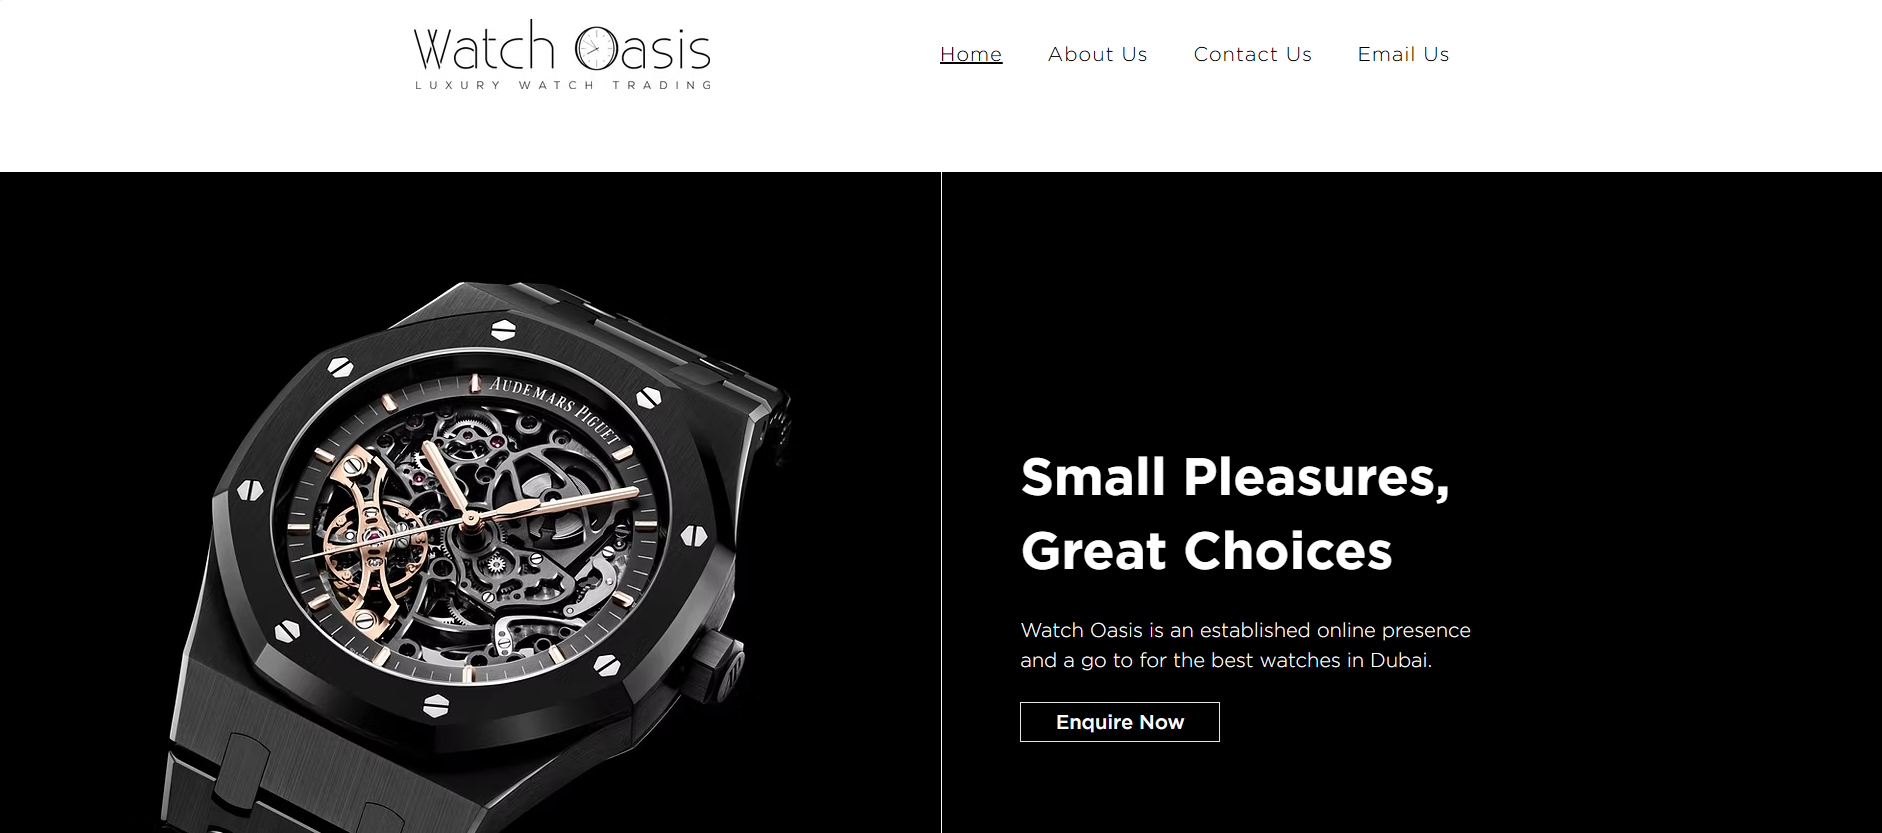 Watch Oasis
LUXURY WATCH TRADING
Home
About Us
Contact Us
Email Us
AUDEMARS PIGUET
Small Pleasures,
Great Choices
Watch Oasis is an established online presence
and a go to for the best watches in Dubai.
Enquire Now